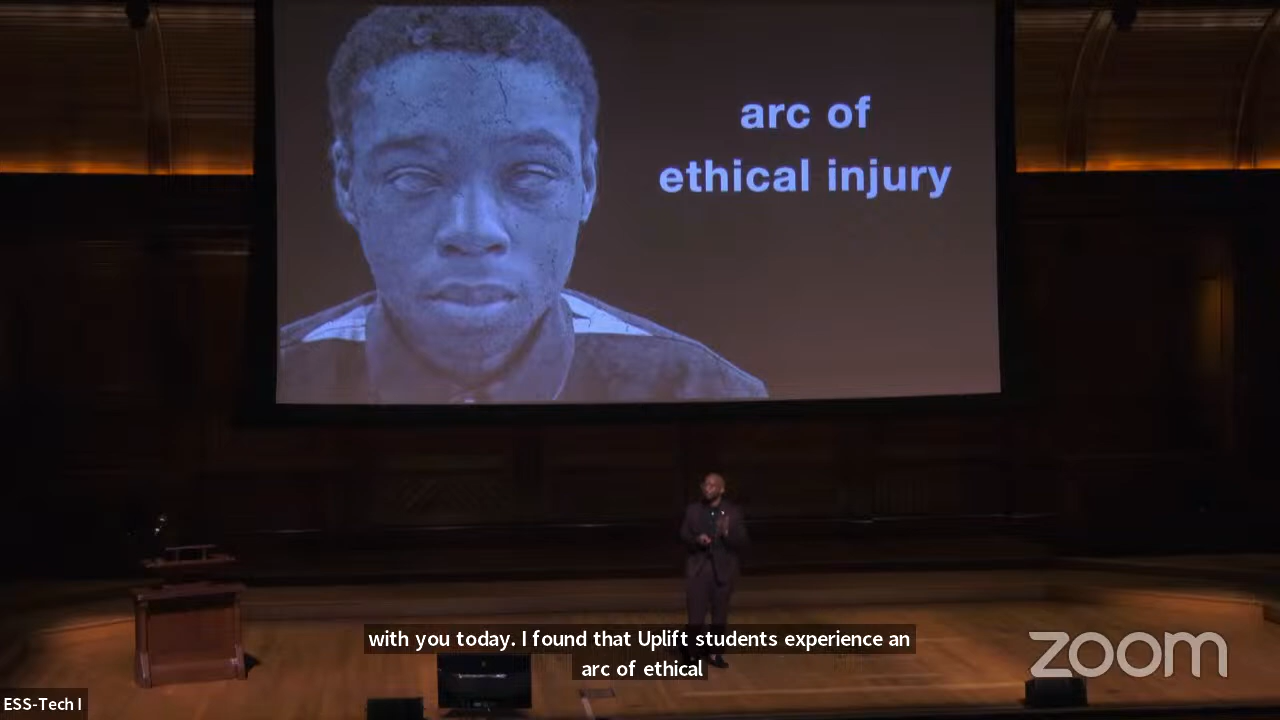 arc of
ethical injury
with you today. I found that Uplift students experience an
arc of ethical
zoom
ESS-Tech I